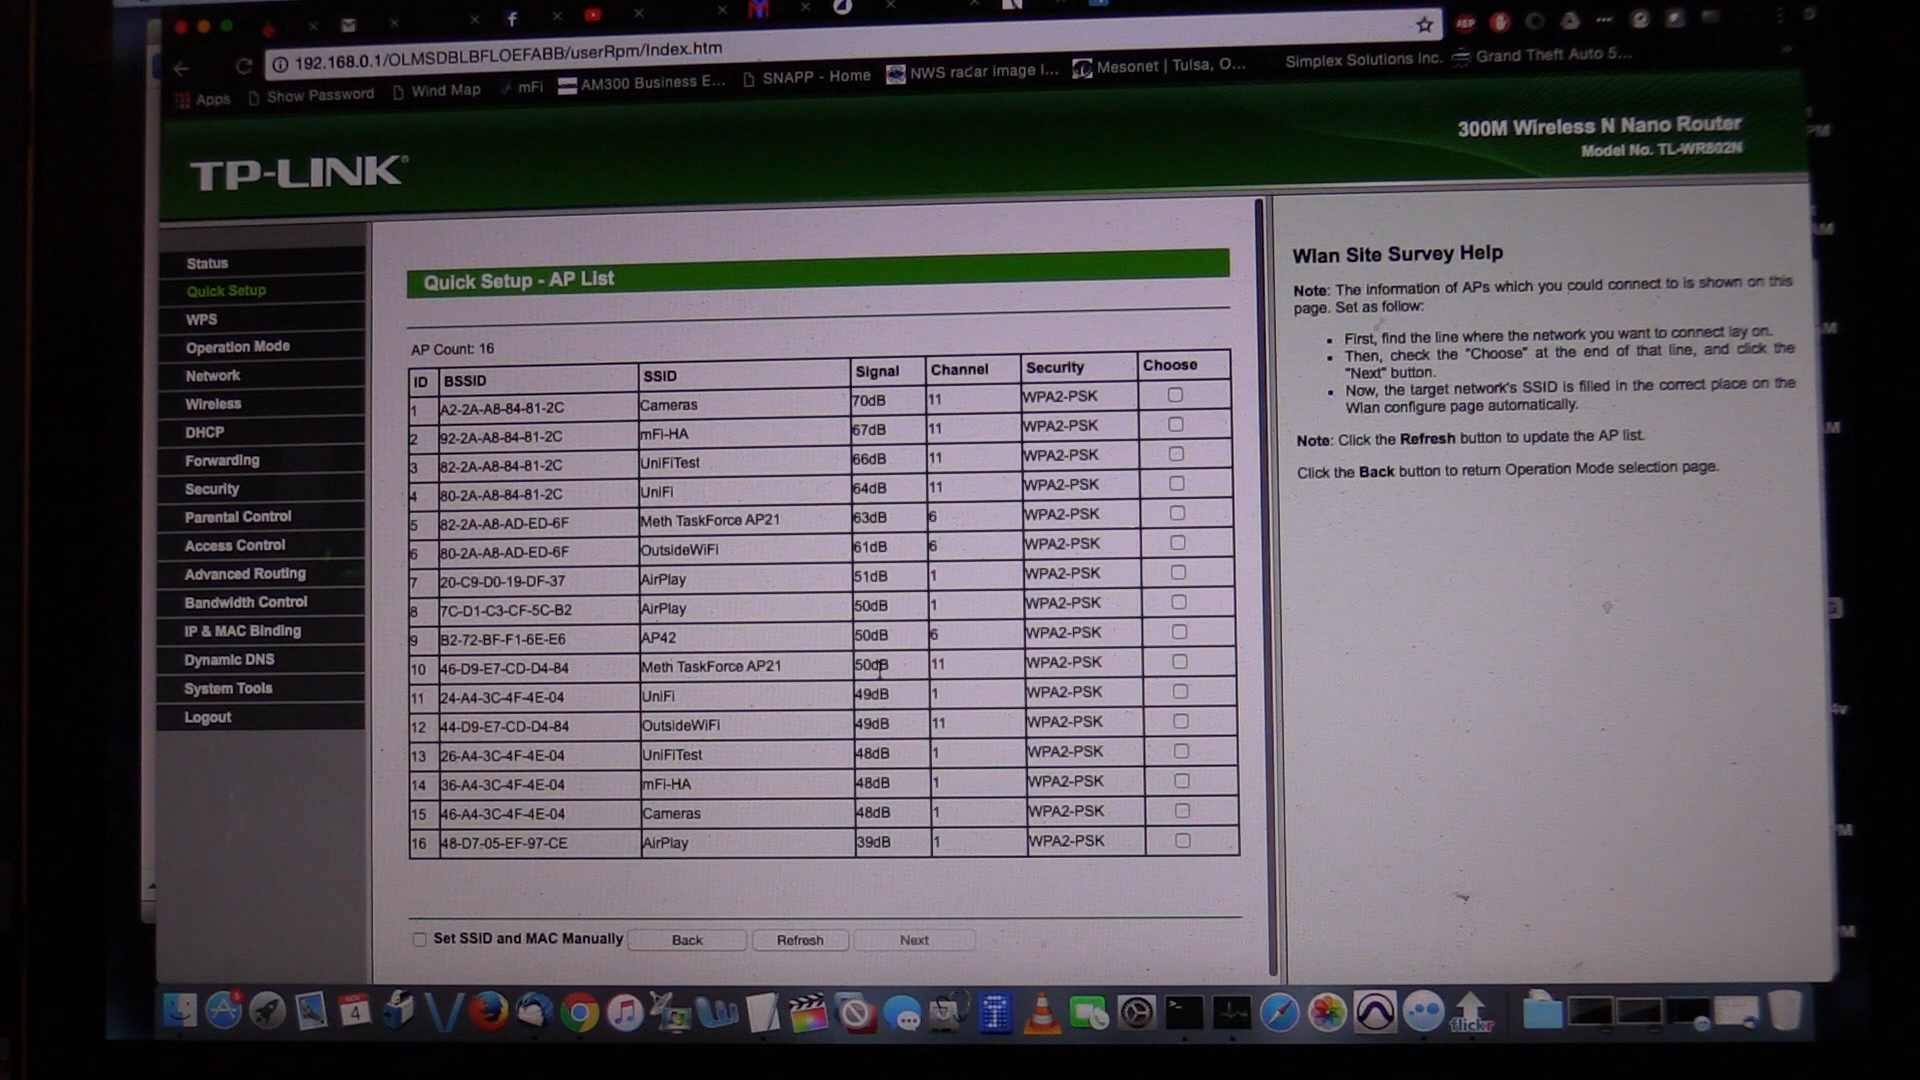 192.168.0.1/OLMSDBLBFLOEFABB/userRpm/Index.htm
ABP
Apps Show Password Wind Map mFi AM300 Business E... SNAPP - Home NWS radar image I... Mesonet | Tulsa, O... Simplex Solutions Inc. Grand Theft Auto 5...
TP-LINK
300M Wireless N Nano Router
Model No. TL-WR802N
Status
Quick Setup
WPS
Operation Mode
Network
Wireless
DHCP
Forwarding
Security
Parental Control
Access Control
Advanced Routing
Bandwidth Control
IP & MAC Binding
Dynamic DNS
System Tools
Logout
Quick Setup - AP List
AP Count: 16
ID BSSID SSID Signal Channel Security Choose
1 A2-2A-A8-84-81-2C Cameras 70dB 11 WPA2-PSK
2 92-2A-A8-84-81-2C mFi-HA 67dB 11 WPA2-PSK
3 82-2A-A8-84-81-2C UniFiTest 66dB 11 WPA2-PSK
4 80-2A-A8-84-81-2C UniFi 64dB 11 WPA2-PSK
5 82-2A-A8-AD-ED-6F Meth TaskForce AP21 63dB 6 WPA2-PSK
6 80-2A-A8-AD-ED-6F OutsideWiFi 61dB 6 WPA2-PSK
7 20-C9-D0-19-DF-37 AirPlay 51dB 1 WPA2-PSK
8 7C-D1-C3-CF-5C-B2 AirPlay 50dB 1 WPA2-PSK
9 B2-72-BF-F1-6E-E6 AP42 50dB 6 WPA2-PSK
10 46-D9-E7-CD-D4-84 Meth TaskForce AP21 50dB 11 WPA2-PSK
11 24-A4-3C-4F-4E-04 UniFi 49dB 1 WPA2-PSK
12 44-D9-E7-CD-D4-84 OutsideWiFi 49dB 11 WPA2-PSK
13 26-A4-3C-4F-4E-04 UniFiTest 48dB 1 WPA2-PSK
14 36-A4-3C-4F-4E-04 mFi-HA 48dB 1 WPA2-PSK
15 46-A4-3C-4F-4E-04 Cameras 48dB 1 WPA2-PSK
16 48-D7-05-EF-97-CE AirPlay 39dB 1 WPA2-PSK
Set SSID and MAC Manually Back Refresh Next
Wlan Site Survey Help
Note: The information of APs which you could connect to is shown on this
page. Set as follow:
First, find the line where the network you want to connect lay on.
Then, check the "Choose" at the end of that line, and click the
"Next" button.
Now, the target network's SSID is filled in the correct place on the
Wlan configure page automatically.
Note: Click the Refresh button to update the AP list.
Click the Back button to return Operation Mode selection page.
NOV
4
flickr